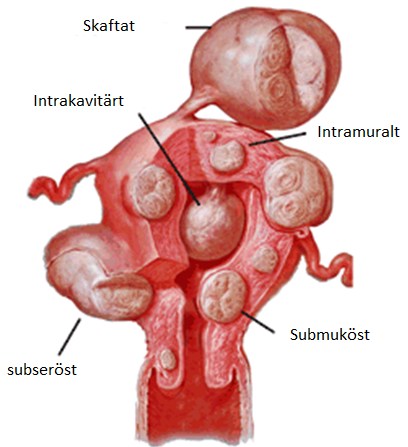 Skaftat
Intrakavitärt
Intramuralt
Submuköst
subseröst